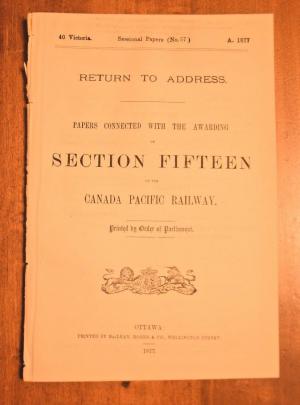 40 Victoria. Sessional Papers (No.57) A. 1877
RETURN TO ADDRESS.
PAPERS CONNECTED WITH THE AWARDING
OF
SECTION FIFTEEN
OF THE
CANADA PACIFIC RAILWAY.
Printed by Order of Parliament.
OTTAWA:
PRINTED BY MACLEAN, ROGER & CO., WELLINGTON STREET.
1877.